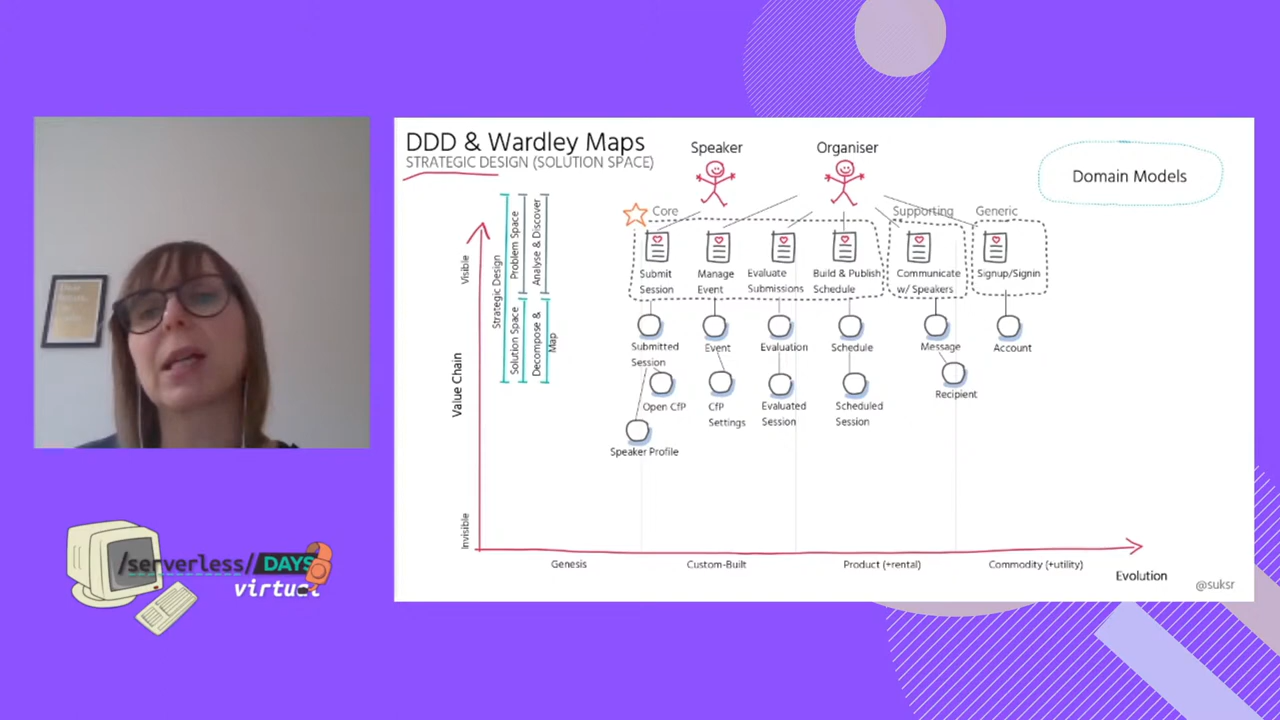 DDD & Wardley Maps
STRATEGIC DESIGN (SOLUTION SPACE)
Speaker
Organiser
Domain Models
Core
Supporting
Generic
Submit
Session
Manage
Event
Evaluate
Submissions
Build & Publish
Schedule
Communicate
w/ Speakers
Signup/Signin
Visible
Strategic Design
Problem Space
Analyse & Discover
Solution Space
Decompose &
Map
Submitted
Session
Event
Evaluation
Schedule
Message
Account
Open CfP
CfP
Settings
Evaluated
Session
Scheduled
Session
Recipient
Speaker Profile
Value Chain
Invisible
Genesis
Custom-Built
Product (+rental)
Commodity (+utility)
Evolution
@suksr
/serverless/DAYS
virtual